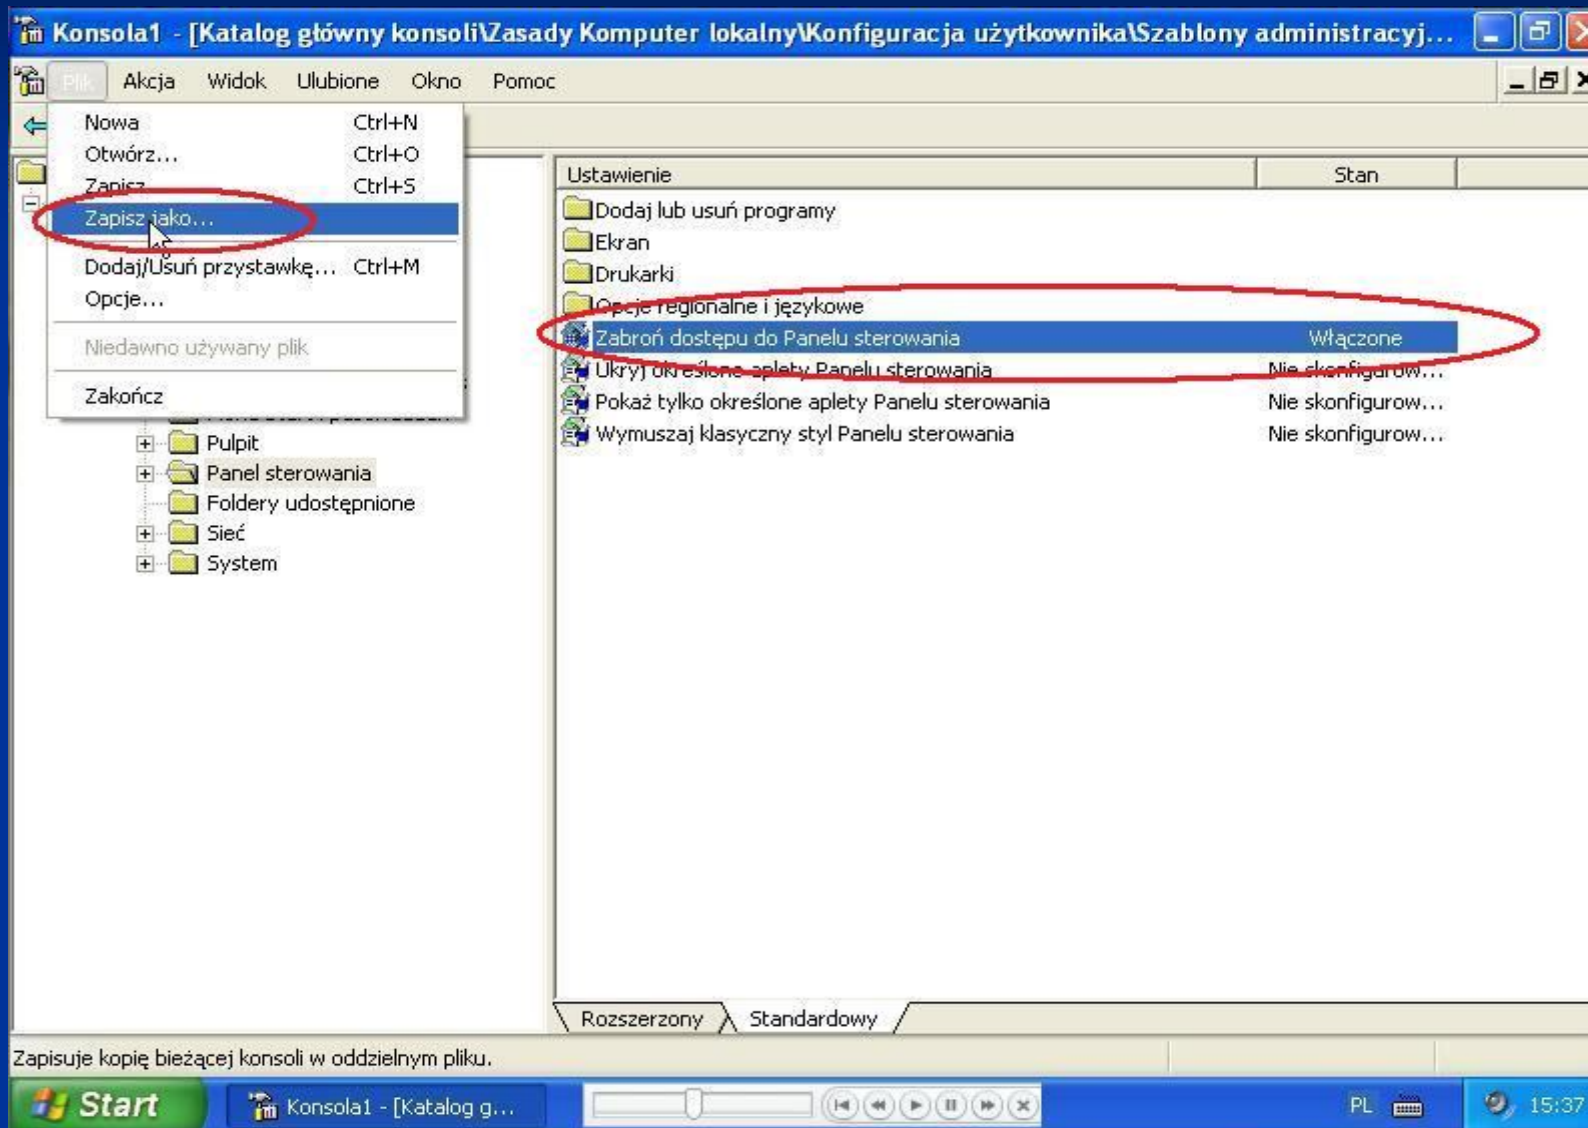 Konsola1 - [Katalog główny konsoli\Zasady Komputer lokalny\Konfiguracja użytkownika\Szablony administracyj...
Plik Akcja Widok Ulubione Okno Pomoc
Nowa Ctrl+N
Otwórz... Ctrl+O
Zapisz Ctrl+S
Zapisz jako...
Dodaj/Usuń przystawkę... Ctrl+M
Opcje...
Niedawno używany plik
Zakończ
Pulpit
Panel sterowania
Foldery udostępnione
Sieć
System
Ustawienie Stan
Dodaj lub usuń programy
Ekran
Drukarki
Opcje regionalne i językowe
Zabroń dostępu do Panelu sterowania Włączone
Ukryj określone aplety Panelu sterowania Nie skonfigurow...
Pokaż tylko określone aplety Panelu sterowania Nie skonfigurow...
Wymuszaj klasyczny styl Panelu sterowania Nie skonfigurow...
Rozszerzony Standardowy
Zapisuje kopię bieżącej konsoli w oddzielnym pliku.
Start Konsola1 - [Katalog g... PL 15:37